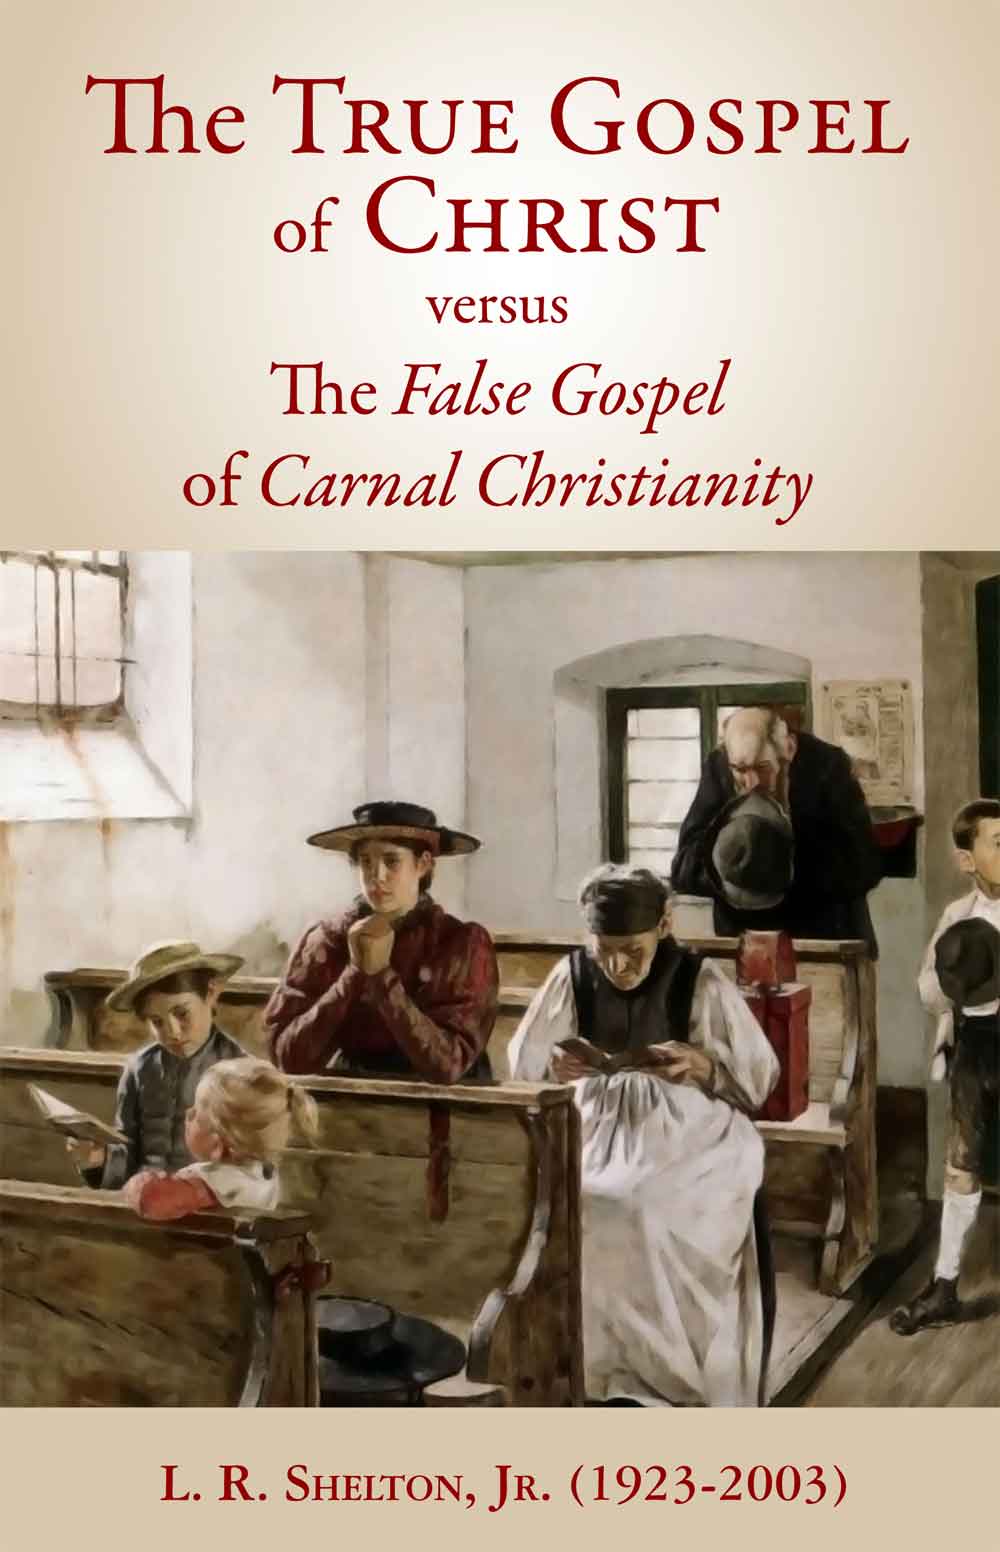 The True Gospel
of Christ
versus
The False Gospel
of Carnal Christianity
L. R. Shelton, Jr. (1923-2003)